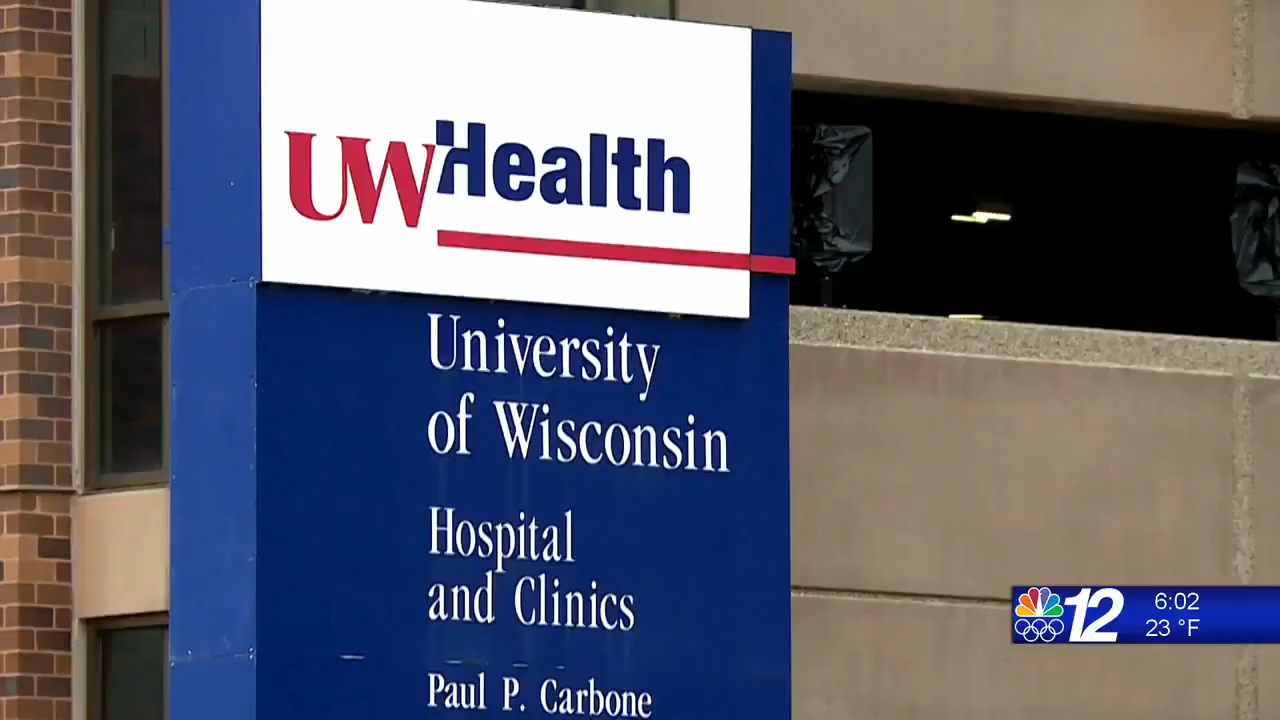 UWHealth
University
of Wisconsin
Hospital
and Clinics
Paul P. Carbone
12
6:02
23 °F